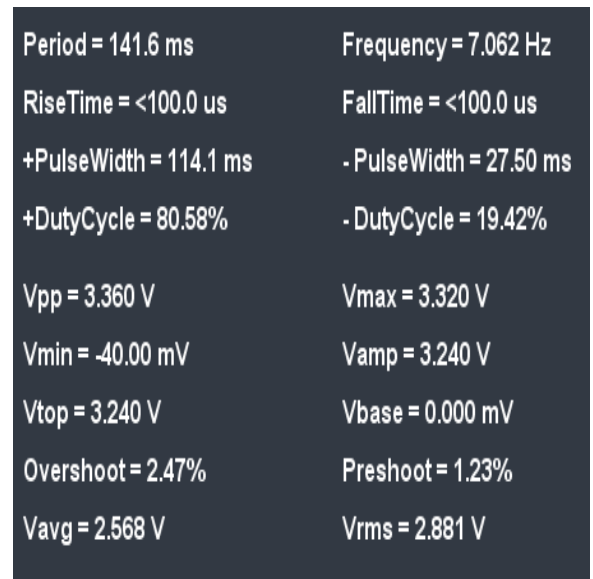 Period = 141.6 ms Frequency = 7.062 Hz
RiseTime = <100.0 us FallTime = <100.0 us
+PulseWidth = 114.1 ms - PulseWidth = 27.50 ms
+DutyCycle = 80.58% - DutyCycle = 19.42%
Vpp = 3.360 V Vmax = 3.320 V
Vmin = -40.00 mV Vamp = 3.240 V
Vtop = 3.240 V Vbase = 0.000 mV
Overshoot = 2.47% Preshoot = 1.23%
Vavg = 2.568 V Vrms = 2.881 V